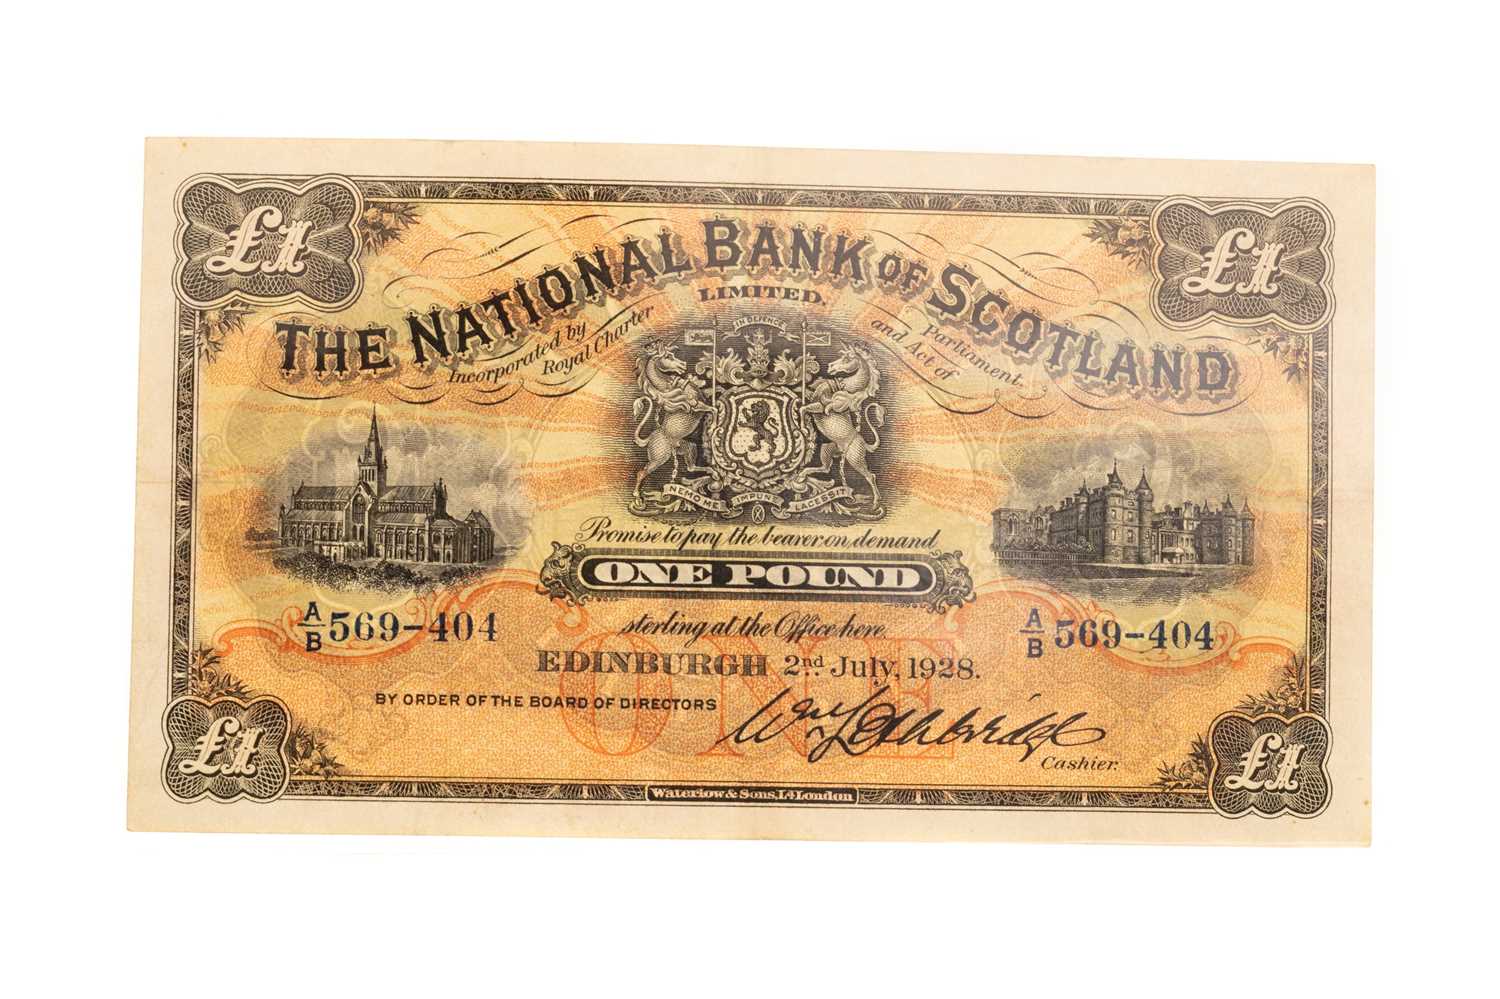 £1 £1
THE NATIONAL BANK OF SCOTLAND
LIMITED.
Incorporated by
Royal Charter
and Act of
Parliament.
IN DEFENCE
NEMO ME IMPUNE LACESSIT
Promise to pay the bearer on demand
ONE POUND
A/B 569-404 A/B 569-404
sterling at the Office here.
EDINBURGH 2nd July, 1928.
ONE
BY ORDER OF THE BOARD OF DIRECTORS
Cashier.
£1 £1
Waterlow & Sons, Ld London